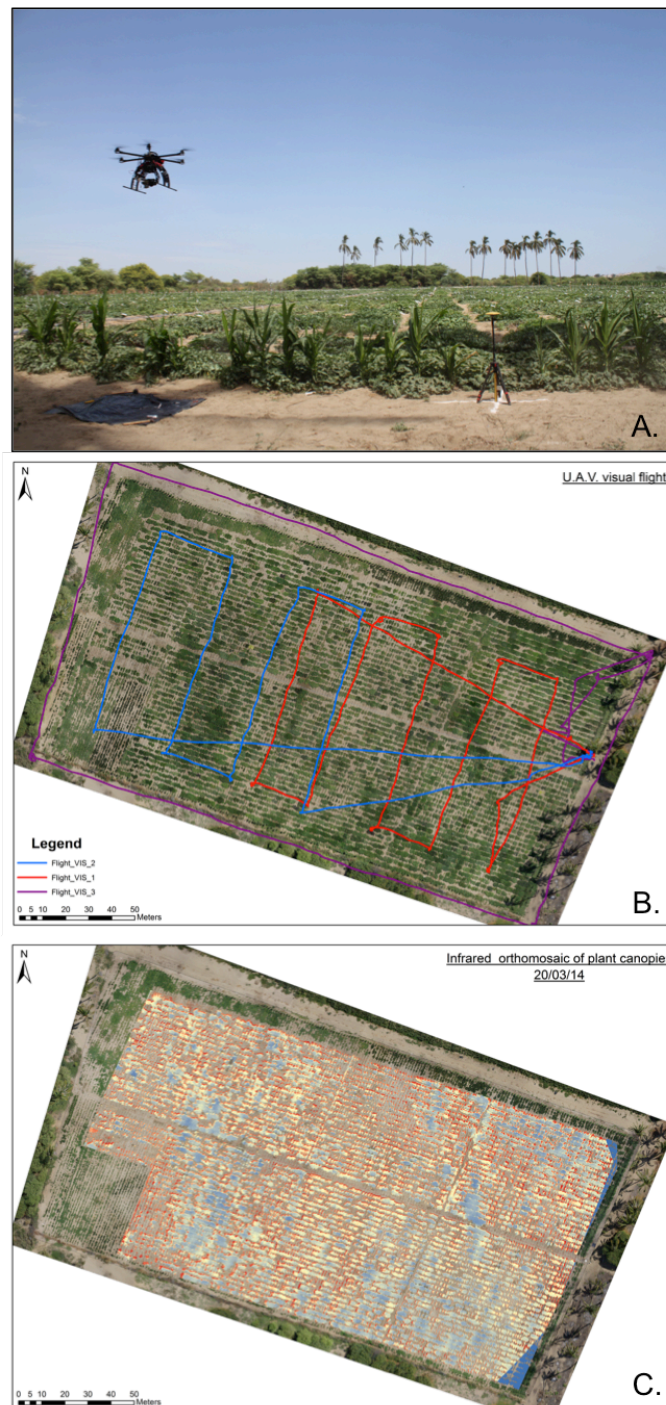 A.
N
U.A.V. visual flight
Legend
Flight_VIS_2
Flight_VIS_1
Flight_VIS_3
0 5 10 20 30 40 50
Meters
B.
N
Infrared orthomosaic of plant canopie
20/03/14
0 5 10 20 30 40 50
Meters
C.